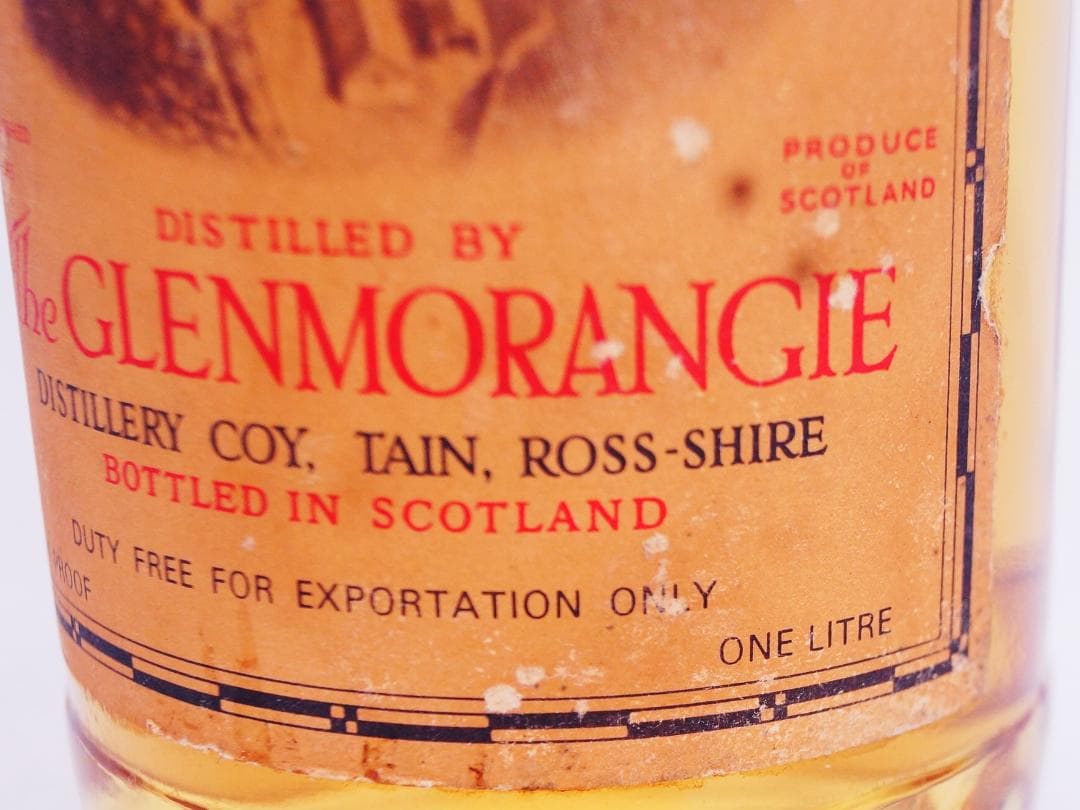 PRODUCE
OF
SCOTLAND
DISTILLED BY
The GLENMORANGIE
DISTILLERY COY, TAIN, ROSS-SHIRE
BOTTLED IN SCOTLAND
DUTY FREE FOR EXPORTATION ONLY
PROOF
ONE LITRE